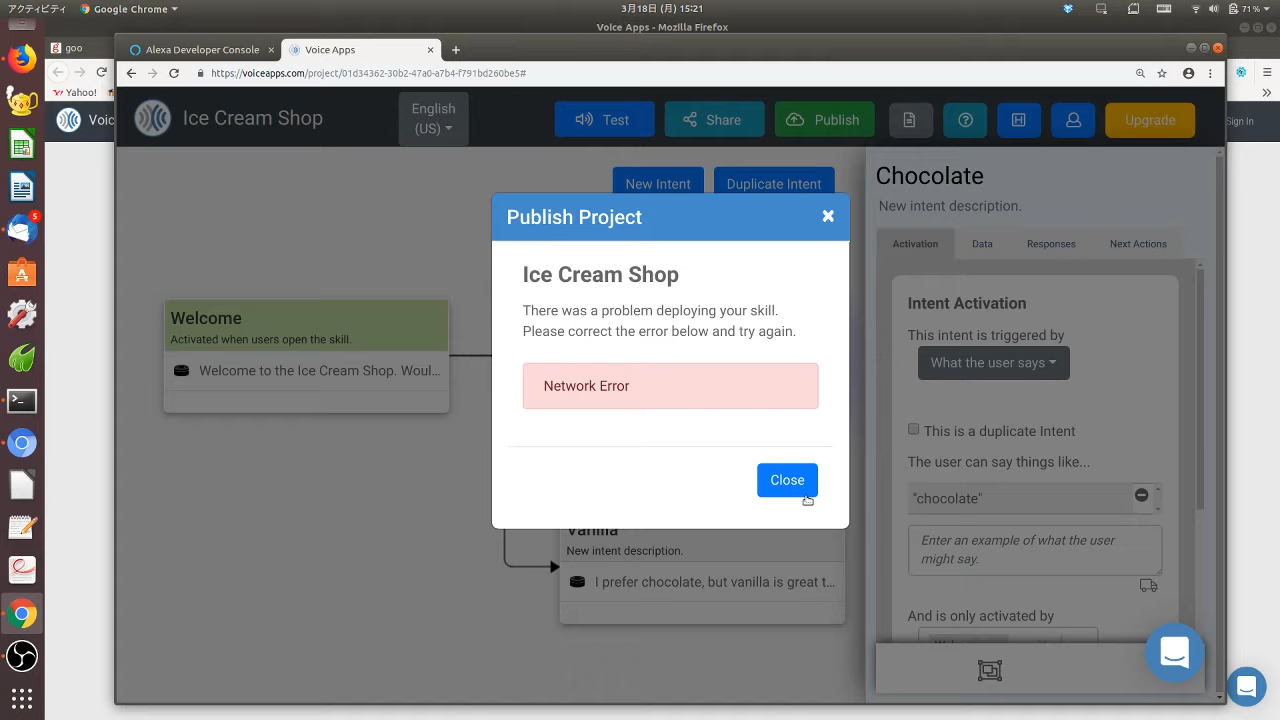 アクティビティ
Google Chrome
3月18日 (月) 15:21
71%
Voice Apps - Mozilla Firefox
goo
Yahoo!
Voic
Sign In
Alexa Developer Console
Voice Apps
https://voiceapps.com/project/01d34362-30b2-47a0-a7b4-f791bd260be5#
Ice Cream Shop
English
(US)
Test
Share
Publish
Upgrade
New Intent
Duplicate Intent
Welcome
Activated when users open the skill.
Welcome to the Ice Cream Shop. Woul...
Publish Project
Ice Cream Shop
There was a problem deploying your skill.
Please correct the error below and try again.
Network Error
Close
Vanilla
New intent description.
I prefer chocolate, but vanilla is great t...
Chocolate
New intent description.
Activation
Data
Responses
Next Actions
Intent Activation
This intent is triggered by
What the user says
This is a duplicate Intent
The user can say things like...
"chocolate"
Enter an example of what the user
might say.
And is only activated by
5